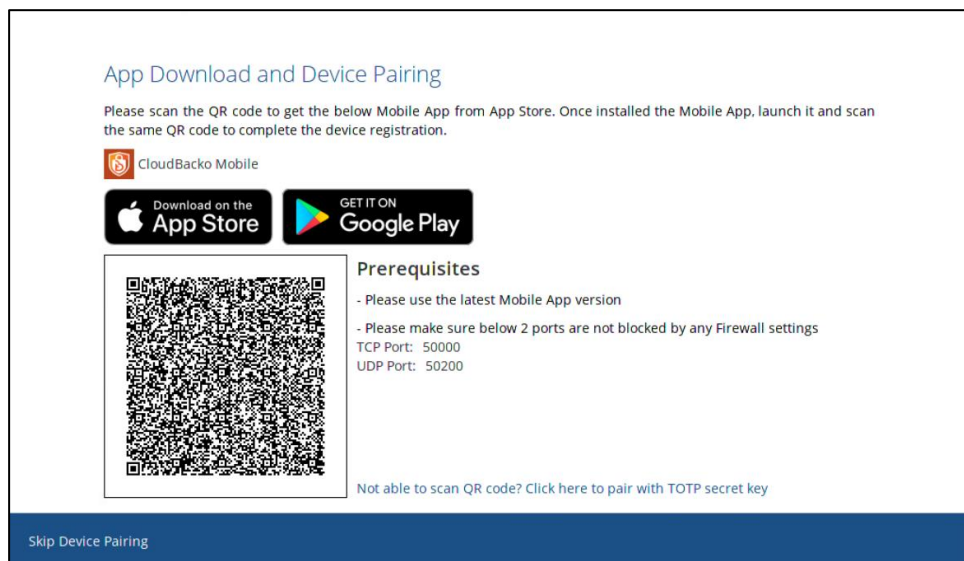 App Download and Device Pairing
Please scan the QR code to get the below Mobile App from App Store. Once installed the Mobile App, launch it and scan
the same QR code to complete the device registration.
CloudBacko Mobile
Download on the
App Store
GET IT ON
Google Play
Prerequisites
- Please use the latest Mobile App version
- Please make sure below 2 ports are not blocked by any Firewall settings
TCP Port: 50000
UDP Port: 50200
Not able to scan QR code? Click here to pair with TOTP secret key
Skip Device Pairing